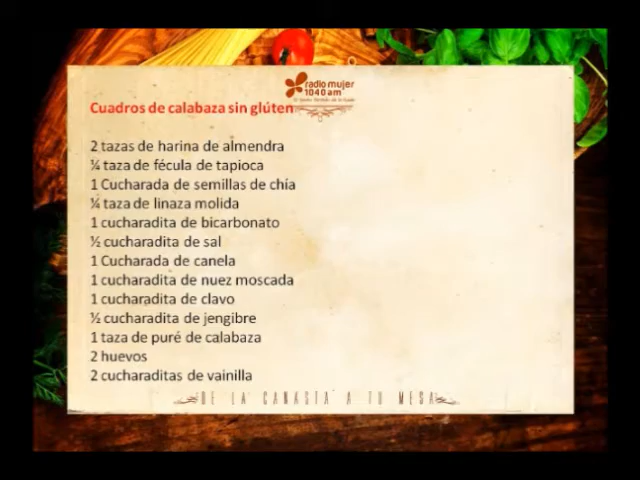 radio mujer
1040 am
Cuadros de calabaza sin glúten
2 tazas de harina de almendra
¼ taza de fécula de tapioca
1 Cucharada de semillas de chía
¼ taza de linaza molida
1 cucharadita de bicarbonato
½ cucharadita de sal
1 Cucharada de canela
1 cucharadita de nuez moscada
1 cucharadita de clavo
½ cucharadita de jengibre
1 taza de puré de calabaza
2 huevos
2 cucharaditas de vainilla
DE LA CANASTA A TU MESA